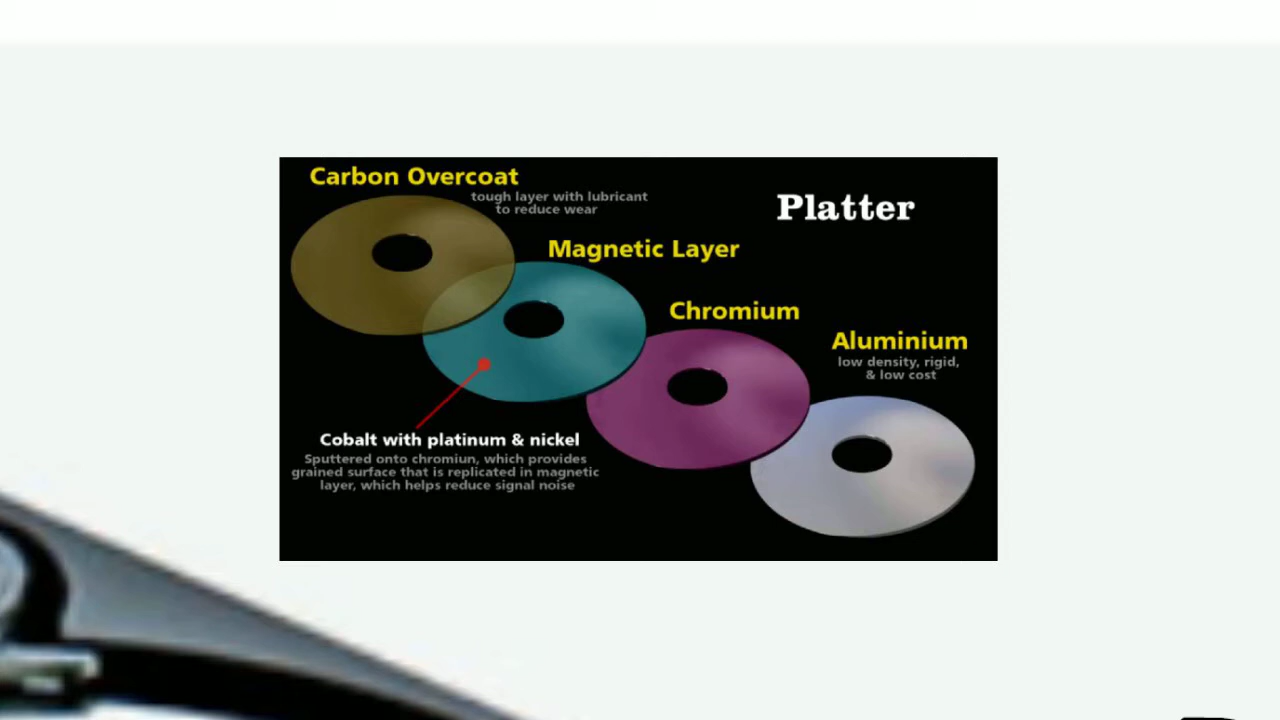 Carbon Overcoat
tough layer with lubricant
to reduce wear
Platter
Magnetic Layer
Chromium
Aluminium
low density, rigid,
& low cost
Cobalt with platinum & nickel
Sputtered onto chromiun, which provides
grained surface that is replicated in magnetic
layer, which helps reduce signal noise